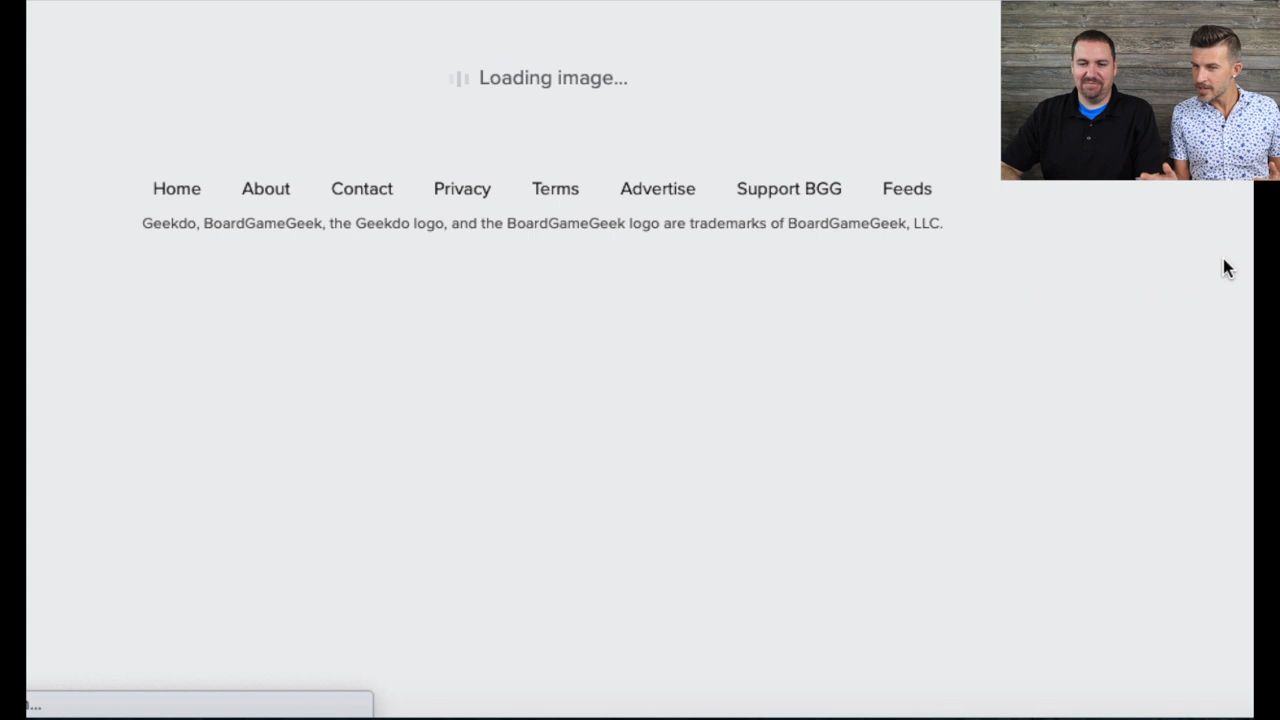 Loading image...
Home About Contact Privacy Terms Advertise Support BGG Feeds
Geekdo, BoardGameGeek, the Geekdo logo, and the BoardGameGeek logo are trademarks of BoardGameGeek, LLC.